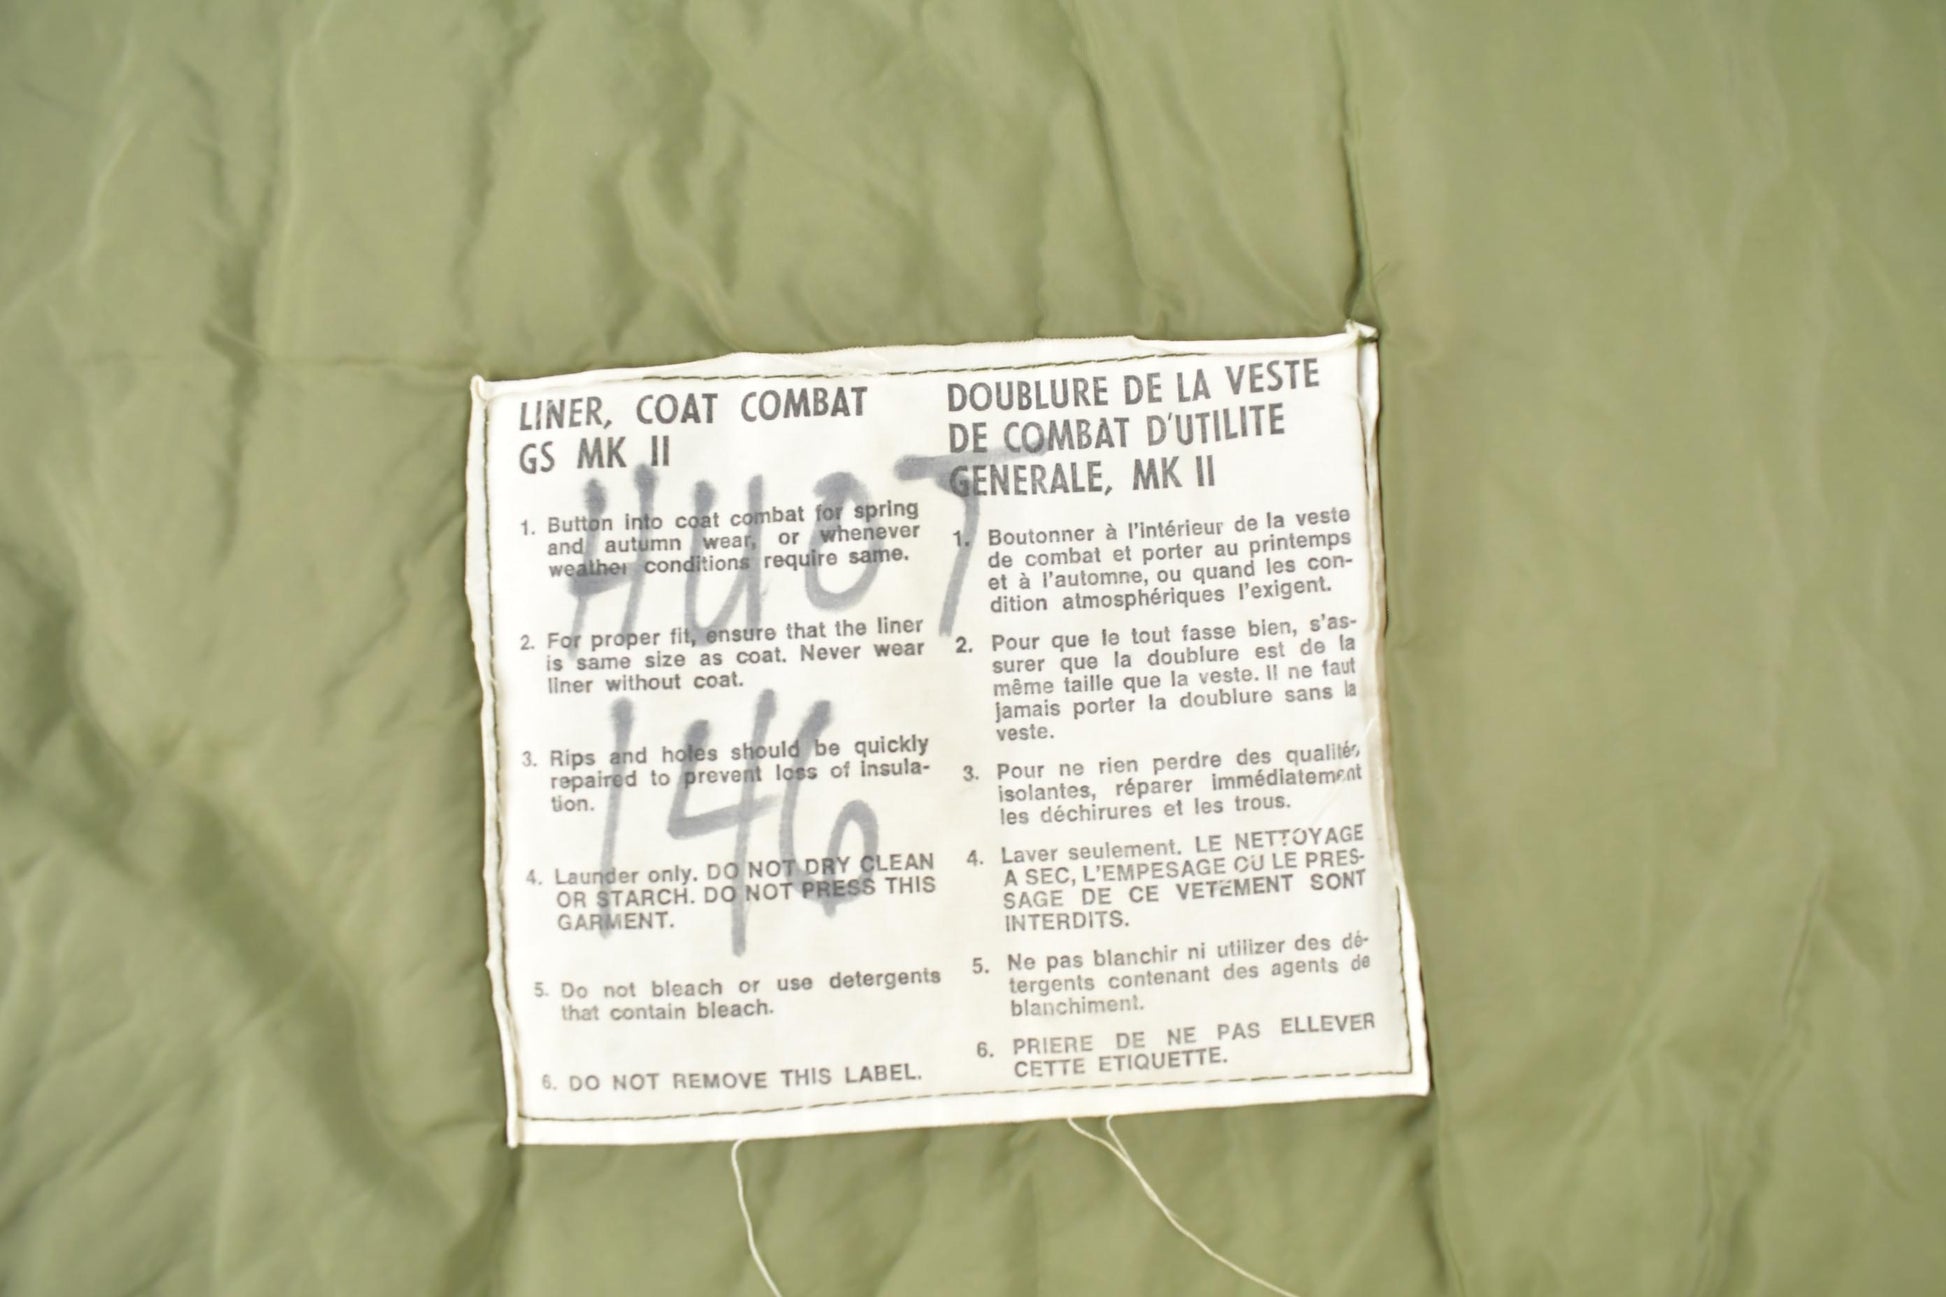 LINER, COAT COMBAT
GS MK II
HUOT
146
1. Button into coat combat for spring
and autumn wear, or whenever
weather conditions require same.
2. For proper fit, ensure that the liner
is same size as coat. Never wear
liner without coat.
3. Rips and holes should be quickly
repaired to prevent loss of insula-
tion.
4. Launder only. DO NOT DRY CLEAN
OR STARCH. DO NOT PRESS THIS
GARMENT.
5. Do not bleach or use detergents
that contain bleach.
6. DO NOT REMOVE THIS LABEL.
DOUBLURE DE LA VESTE
DE COMBAT D'UTILITE
GENERALE, MK II
1. Boutonner à l'intérieur de la veste
de combat et porter au printemps
et à l'automne, ou quand les con-
dition atmosphériques l'exigent.
2. Pour que le tout fasse bien, s'as-
surer que la doublure est de la
même taille que la veste. Il ne faut
jamais porter la doublure sans la
veste.
3. Pour ne rien perdre des qualités
isolantes, réparer immédiatement
les déchirures et les trous.
4. Laver seulement. LE NETTOYAGE
A SEC, L'EMPESAGE OU LE PRES-
SAGE DE CE VETEMENT SONT
INTERDITS.
5. Ne pas blanchir ni utilizer des dé-
tergents contenant des agents de
blanchiment.
6. PRIERE DE NE PAS ELLEVER
CETTE ETIQUETTE.